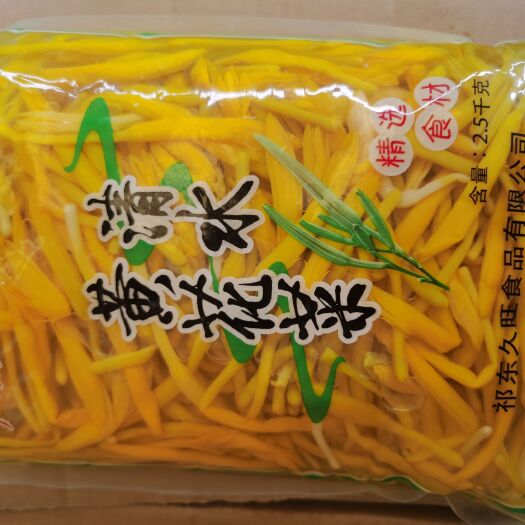 清水
黄花菜
精选
食材
含量：2.5千克
祁东久旺食品有限公司